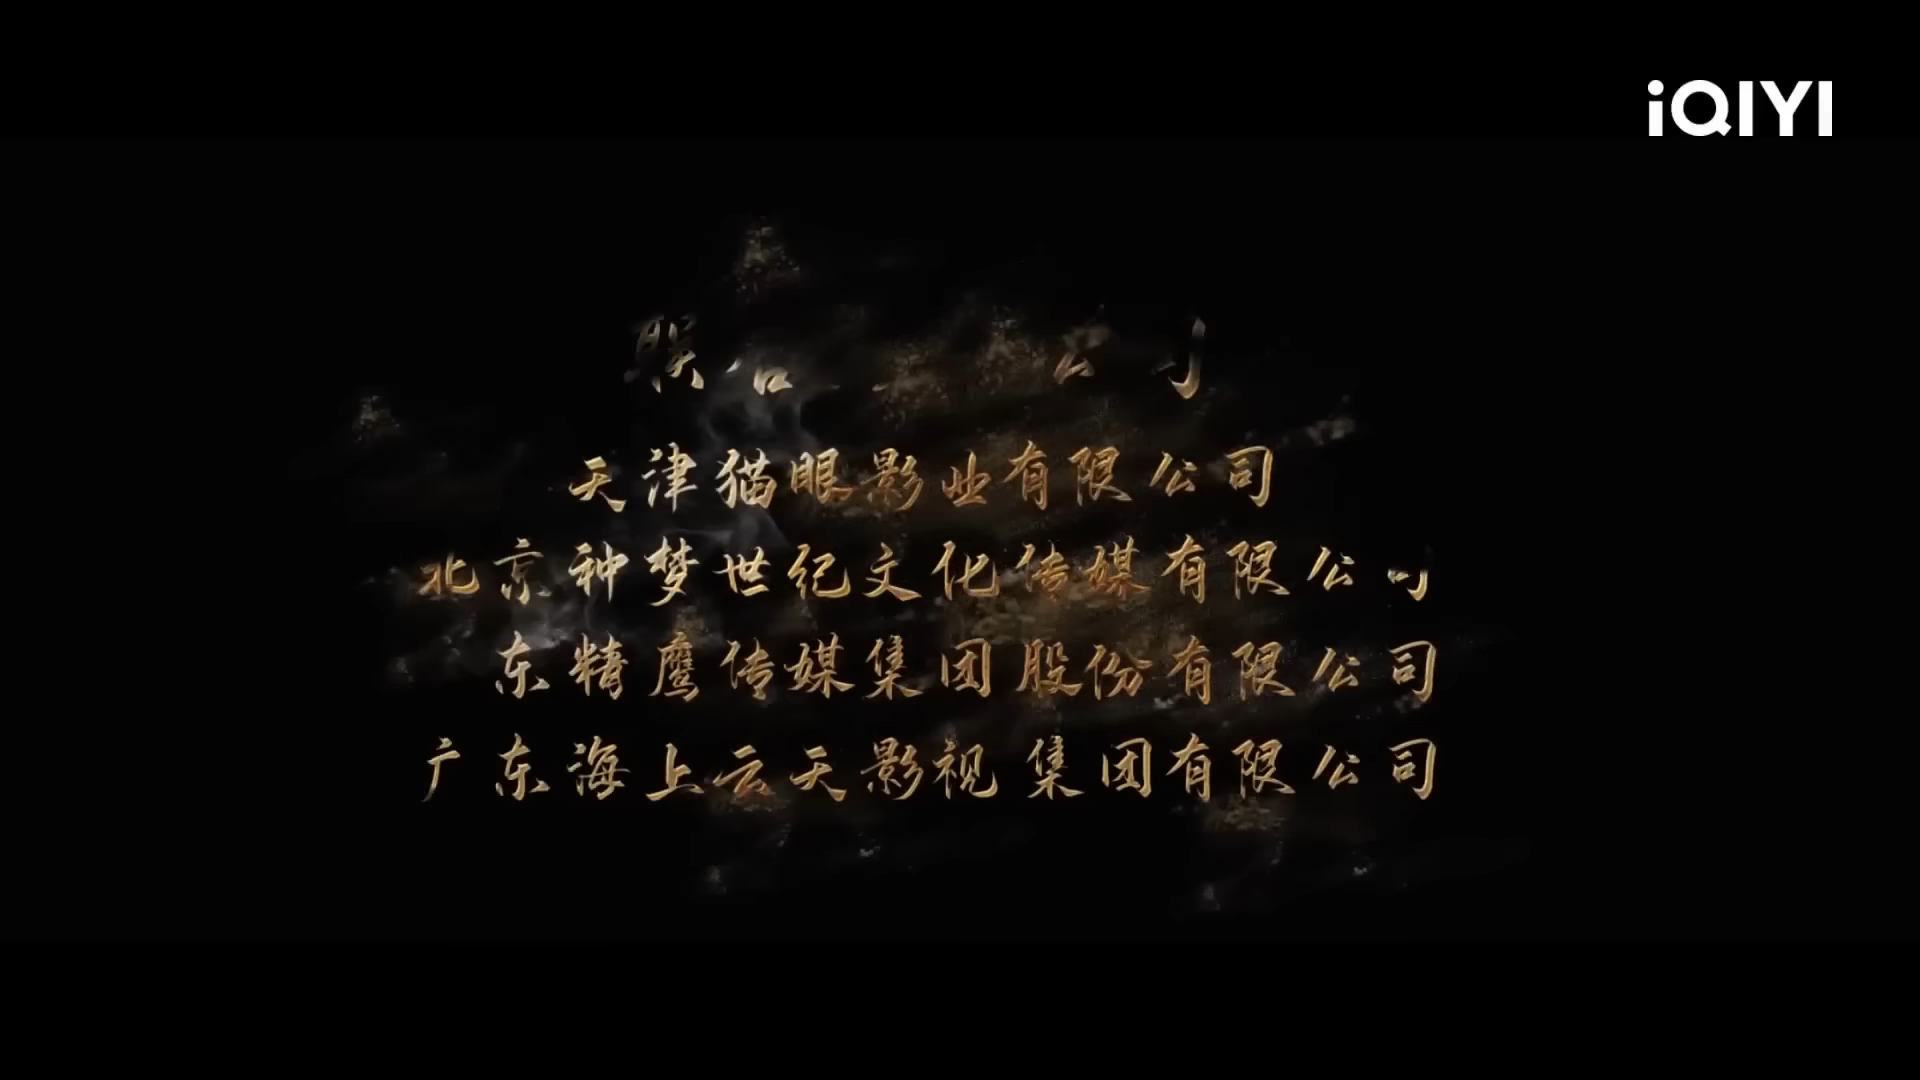 iQIYI
联合 公司
天津猫眼影业有限公司
北京种梦世纪文化传媒有限公司
东精鹰传媒集团股份有限公司
广东海上云天影视集团有限公司